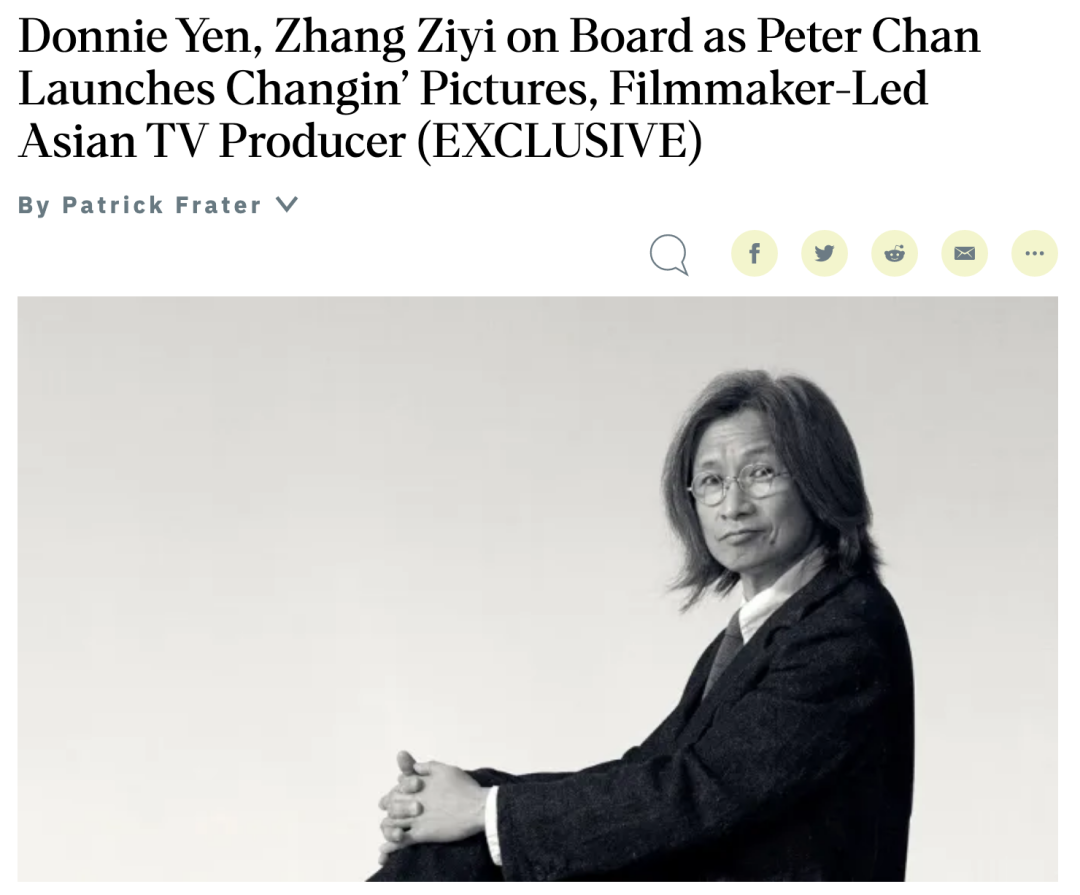 Donnie Yen, Zhang Ziyi on Board as Peter Chan
Launches Changin’ Pictures, Filmmaker-Led
Asian TV Producer (EXCLUSIVE)
By Patrick Frater